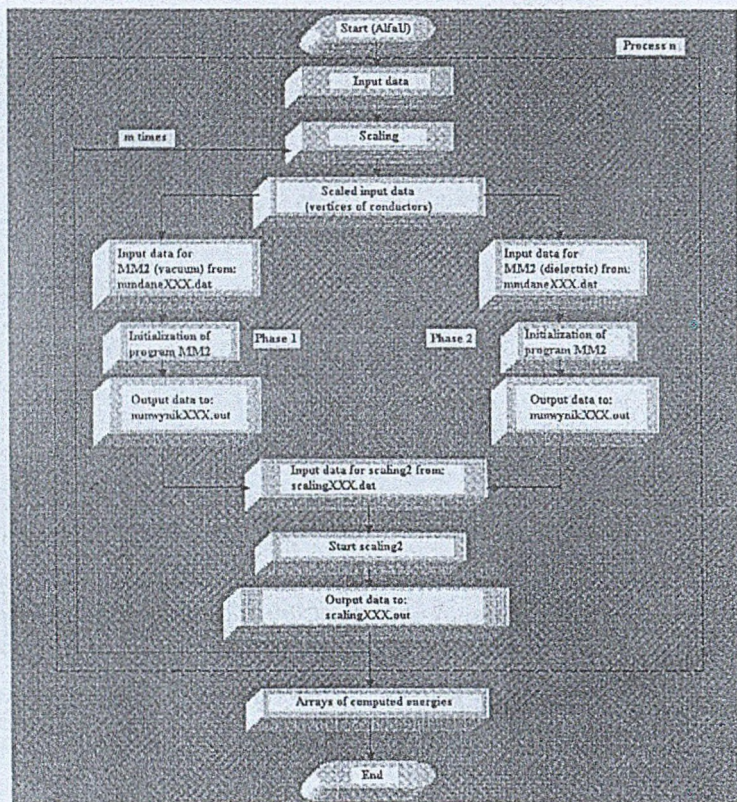 Start (AlfaU)
Process n
Input data
m times
Scaling
Scaled input data
(vertices of conductors)
Input data for
MM2 (vacuum) from:
mmdaneXXX.dat
Input data for
MM2 (dielectric) from:
mmdaneXXX.dat
Initialization of
program MM2
Phase 1
Phase 2
Initialization of
program MM2
Output data to:
mmwynikXXX.out
Output data to:
mmwynikXXX.out
Input data for scaling2 from:
scalingXXX.dat
Start scaling2
Output data to:
scalingXXX.out
Arrays of computed energies
End